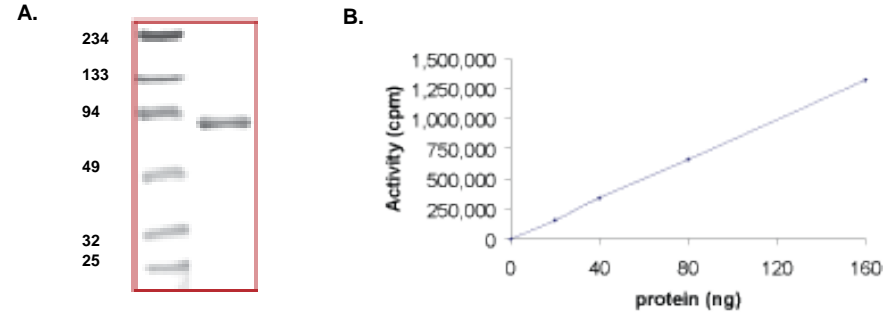 A.
234
133
94
49
32
25
B.
Activity (cpm)
1,500,000
1,250,000
1,000,000
750,000
500,000
250,000
0
0 40 80 120 160
protein (ng)